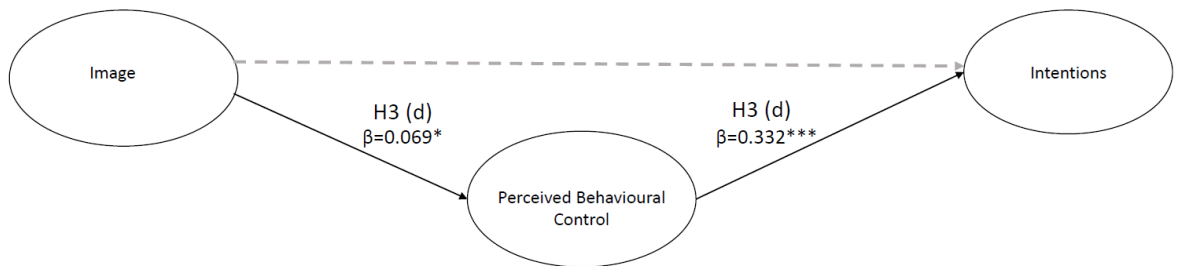 Image
Intentions
H3 (d)
β=0.069*
H3 (d)
β=0.332***
Perceived Behavioural
Control